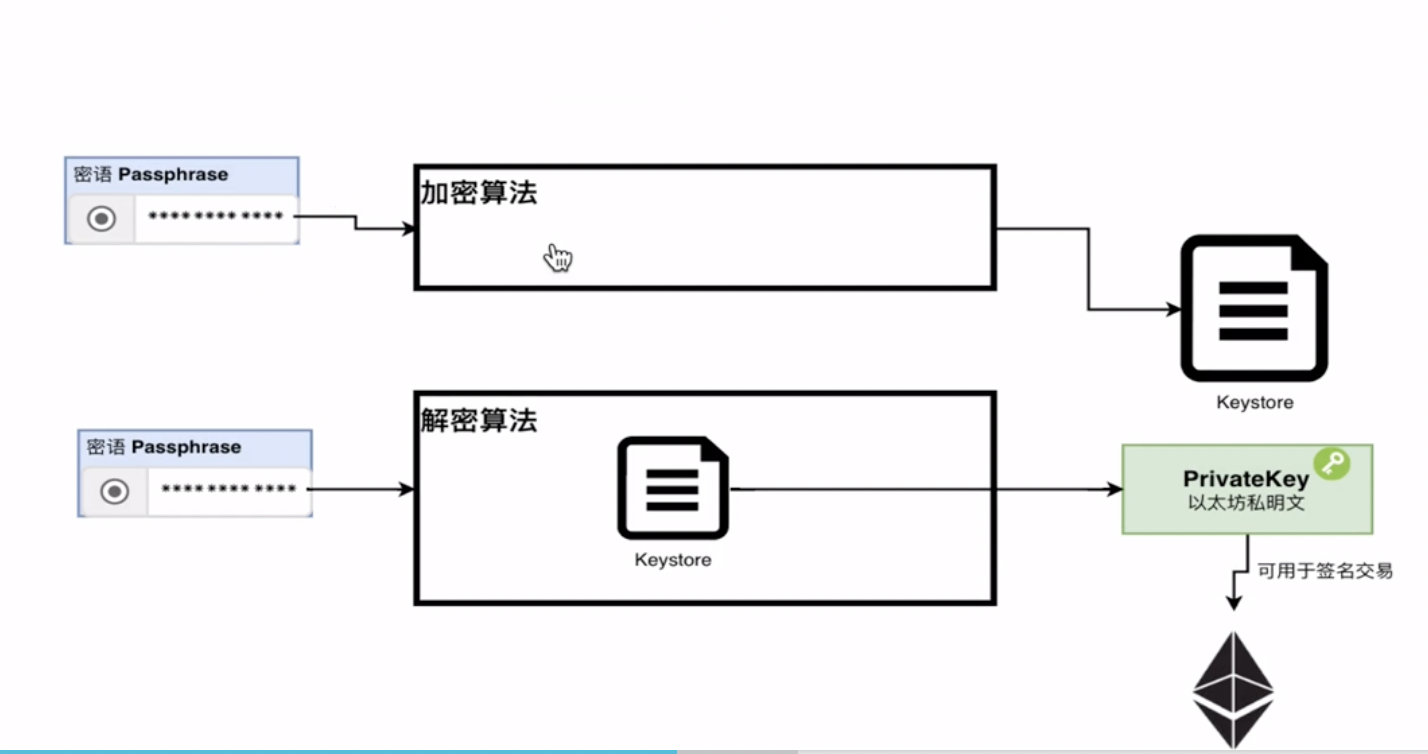 密语 Passphrase
************
加密算法
Keystore
密语 Passphrase
************
解密算法
Keystore
PrivateKey
以太坊私明文
可用于签名交易